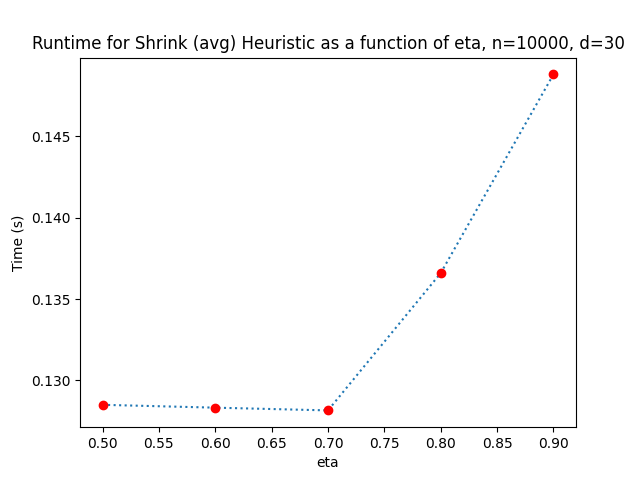 Runtime for Shrink (avg) Heuristic as a function of eta, n=10000, d=30
0.145
0.140
0.135
0.130
Time (s)
0.50 0.55 0.60 0.65 0.70 0.75 0.80 0.85 0.90
eta